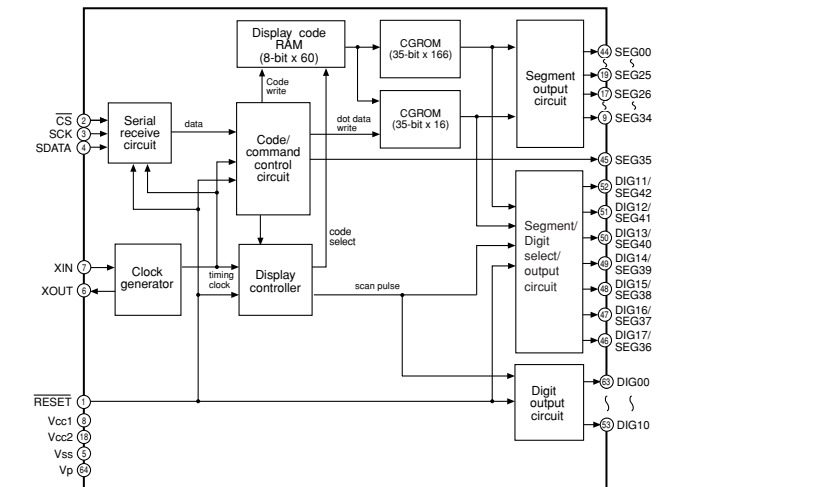 Display code
RAM
(8-bit x 60)
CGROM
(35-bit x 166)
CGROM
(35-bit x 16)
Segment
output
circuit
44 SEG00
19 SEG25
17 SEG26
9 SEG34
45 SEG35
Code
write
CS 2
SCK 3
SDATA 4
Serial
receive
circuit
data
Code/
command
control
circuit
dot data
write
52 DIG11/
SEG42
51 DIG12/
SEG41
50 DIG13/
SEG40
49 DIG14/
SEG39
48 DIG15/
SEG38
47 DIG16/
SEG37
46 DIG17/
SEG36
Segment/
Digit
select/
output
circuit
code
select
XIN 7
XOUT 6
Clock
generator
timing
clock
Display
controller
scan pulse
RESET 1
Vcc1 8
Vcc2 18
Vss 5
Vp 64
Digit
output
circuit
63 DIG00
53 DIG10